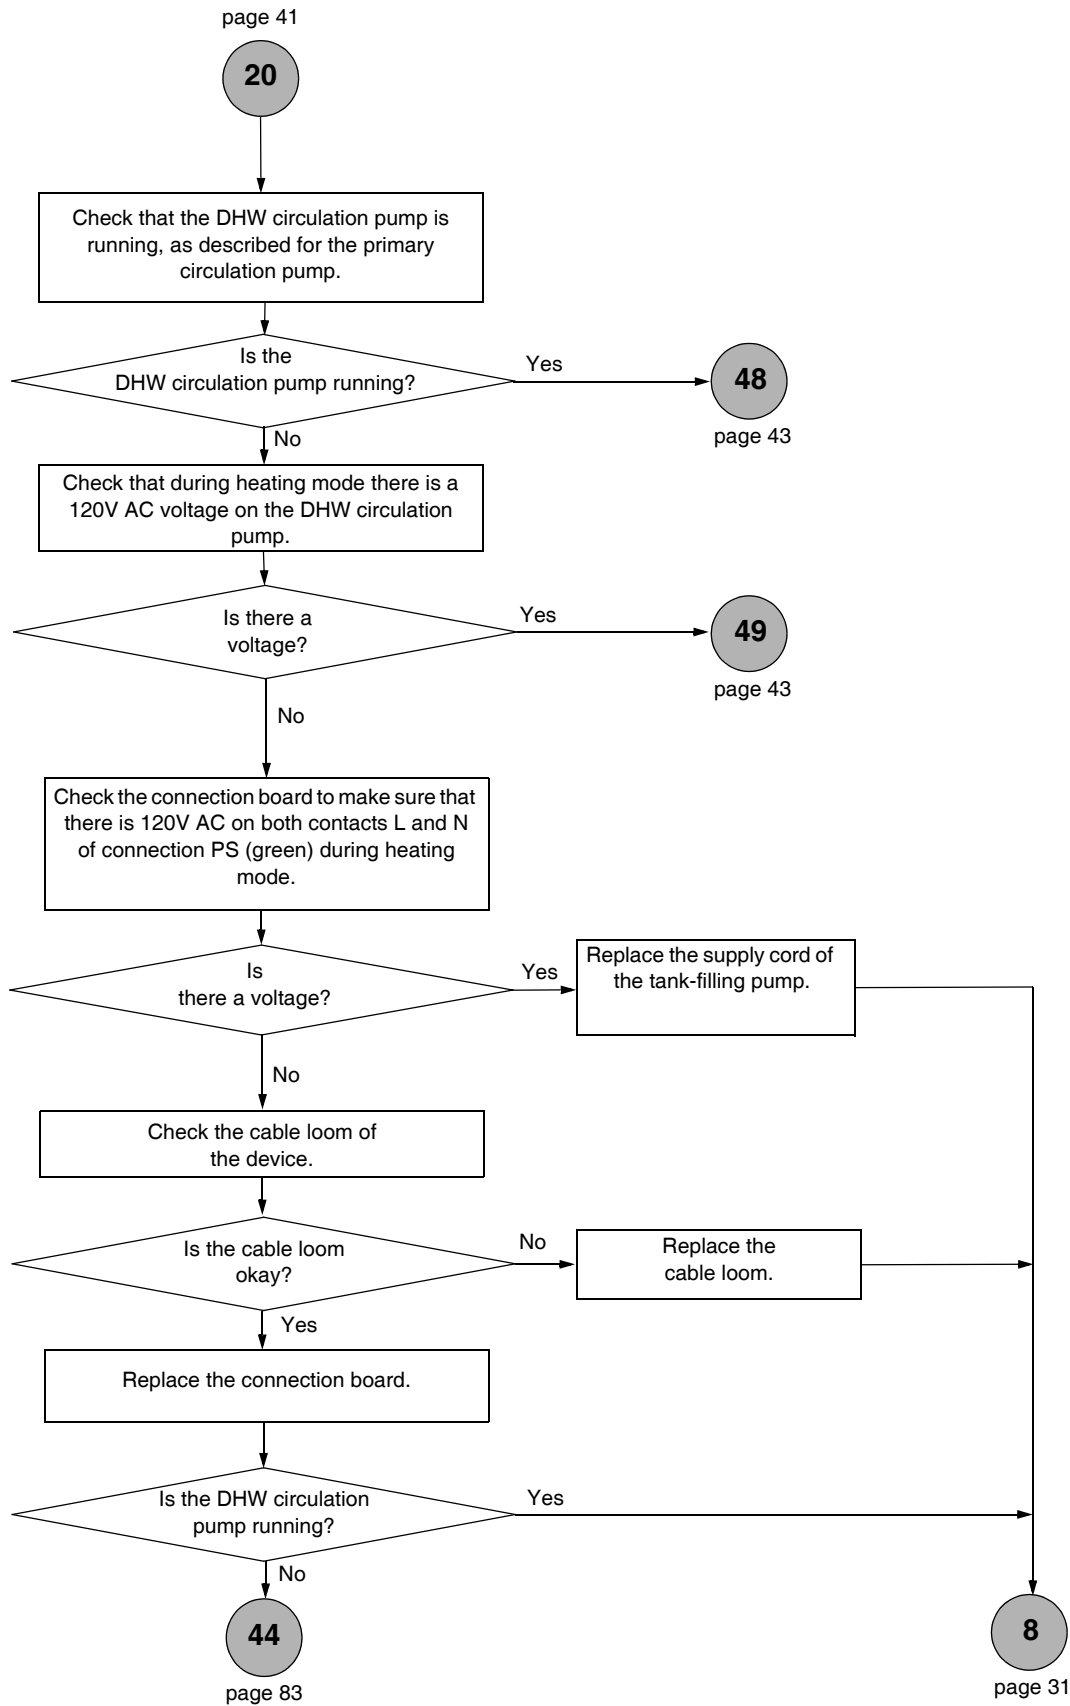 page 41
20
Check that the DHW circulation pump is
running, as described for the primary
circulation pump.
Is the
DHW circulation pump running?
Yes
48
page 43
No
Check that during heating mode there is a
120V AC voltage on the DHW circulation
pump.
Is there a
voltage?
Yes
49
page 43
No
Check the connection board to make sure that
there is 120V AC on both contacts L and N
of connection PS (green) during heating
mode.
Is
there a voltage?
Yes
Replace the supply cord of
the tank-filling pump.
No
Check the cable loom of
the device.
Is the cable loom
okay?
No
Replace the
cable loom.
Yes
Replace the connection board.
Is the DHW circulation
pump running?
Yes
No
44
page 83
8
page 31